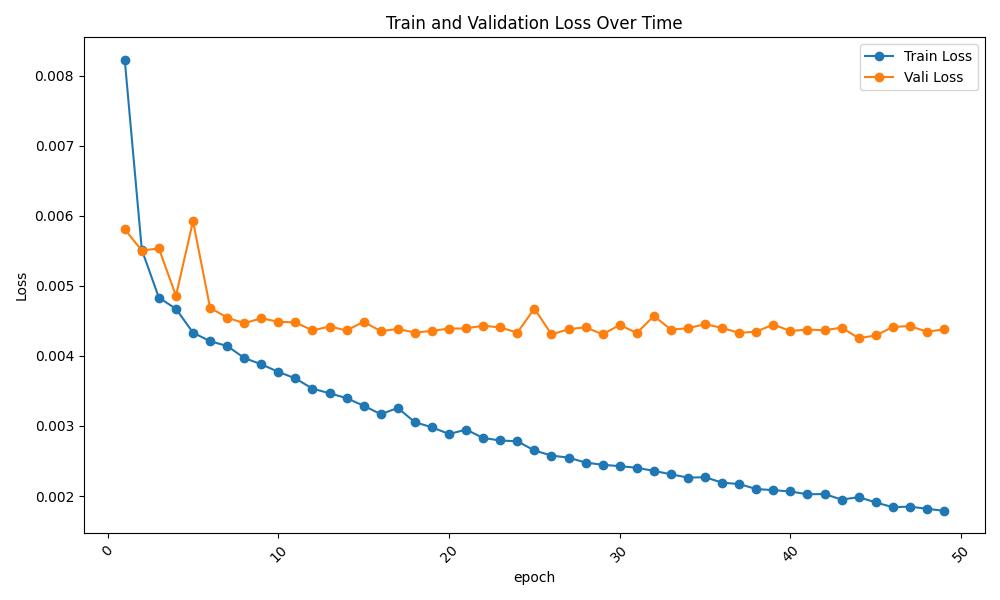 Train and Validation Loss Over Time
Train Loss
Vali Loss
0.008
0.007
0.006
0.005
0.004
0.003
0.002
Loss
0
10
20
30
40
50
epoch